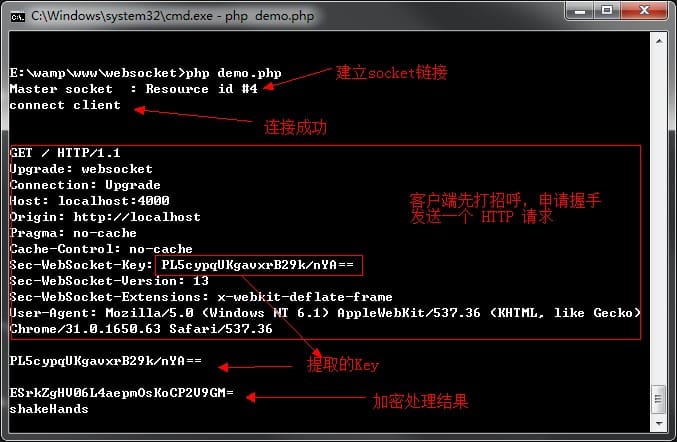 C:\Windows\system32\cmd.exe - php  demo.php
E:\wamp\www\websocket>php demo.php
建立socket链接
Master socket  : Resource id #4
connect client
连接成功
GET / HTTP/1.1
Upgrade: websocket
Connection: Upgrade
Host: localhost:4000
客户端先打招呼，申请握手
Origin: http://localhost
发送一个 HTTP 请求
Pragma: no-cache
Cache-Control: no-cache
Sec-WebSocket-Key: PL5cypqUKgavxrB29k/nYA==
Sec-WebSocket-Version: 13
Sec-WebSocket-Extensions: x-webkit-deflate-frame
User-Agent: Mozilla/5.0 (Windows NT 6.1) AppleWebKit/537.36 (KHTML, like Gecko)
Chrome/31.0.1650.63 Safari/537.36
PL5cypqUKgavxrB29k/nYA==
提取的Key
ESrkZgHV06L4aepmOsKoCP2V9GM=
加密处理结果
shakeHands